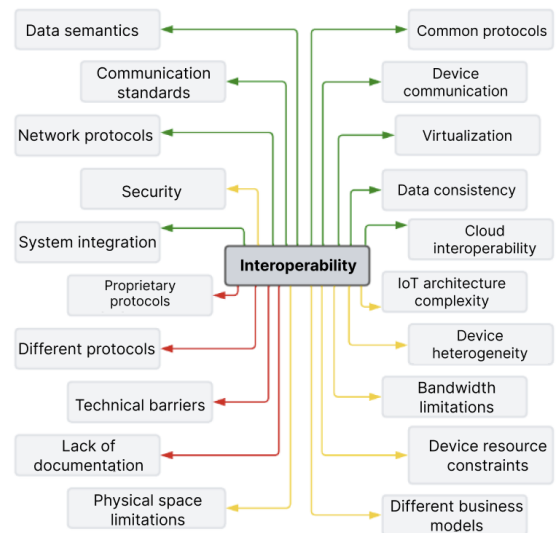 Data semantics
Common protocols
Communication
standards
Device
communication
Network protocols
Virtualization
Security
Data consistency
System integration
Cloud
interoperability
Interoperability
Proprietary
protocols
IoT architecture
complexity
Different protocols
Device
heterogeneity
Technical barriers
Bandwidth
limitations
Lack of
documentation
Device resource
constraints
Physical space
limitations
Different business
models